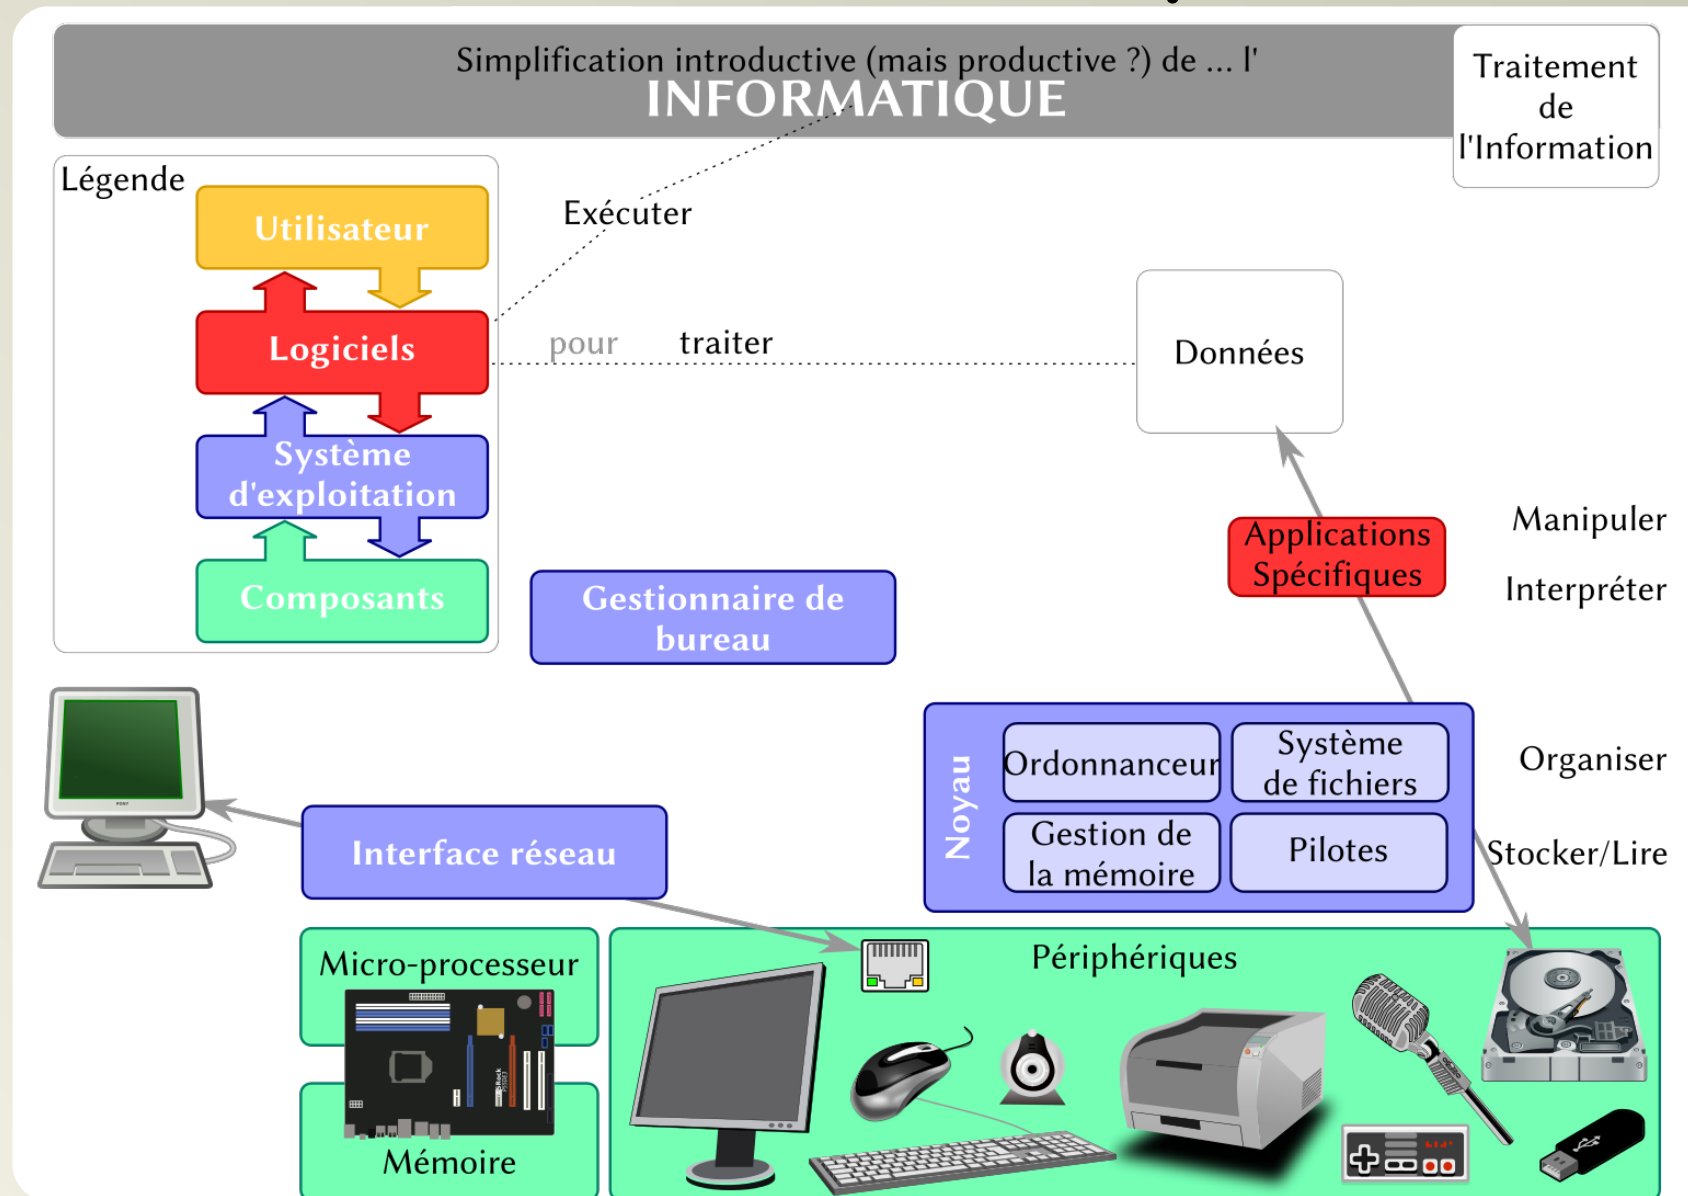 Simplification introductive (mais productive ?) de ... l'
INFORMATIQUE
Traitement
de
l'Information
Légende
Utilisateur
Logiciels
Système
d'exploitation
Composants
Exécuter
pour traiter
Données
Applications
Spécifiques
Manipuler
Interpréter
Gestionnaire de
bureau
Noyau
Ordonnanceur
Système
de fichiers
Gestion de
la mémoire
Pilotes
Organiser
Stocker/Lire
Interface réseau
Micro-processeur
Mémoire
Périphériques